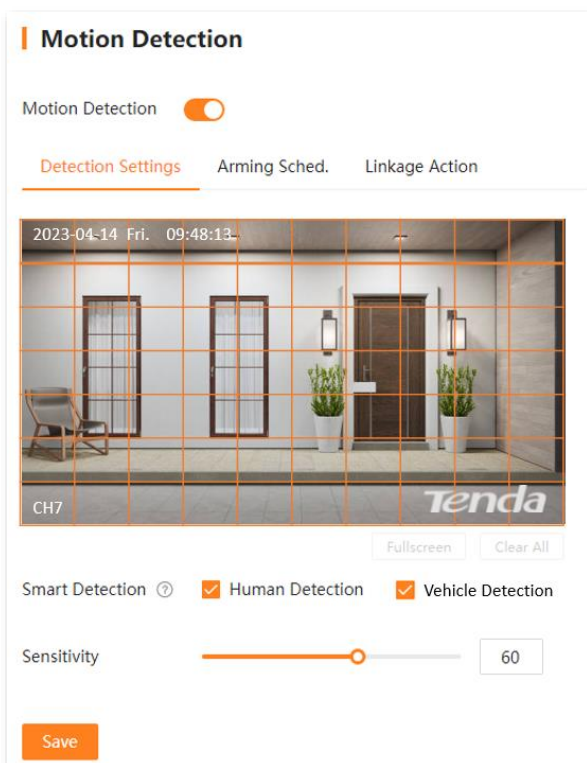 Motion Detection
Motion Detection
Detection Settings Arming Sched. Linkage Action
2023-04-14 Fri. 09:48:13
CH7 Tenda
Fullscreen Clear All
Smart Detection ? Human Detection Vehicle Detection
Sensitivity 60
Save